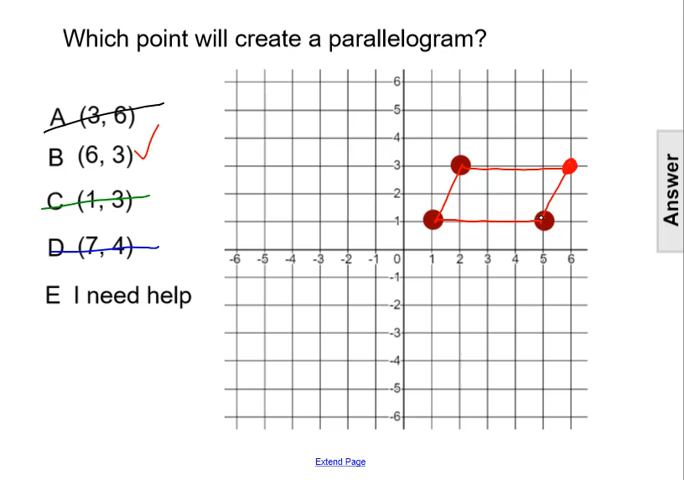 Which point will create a parallelogram?
A (3, 6)
B (6, 3)
C (1, 3)
D (7, 4)
E I need help
6
5
4
3
2
1
-6 -5 -4 -3 -2 -1 0 1 2 3 4 5 6
-1
-2
-3
-4
-5
-6
Answer
Extend Page